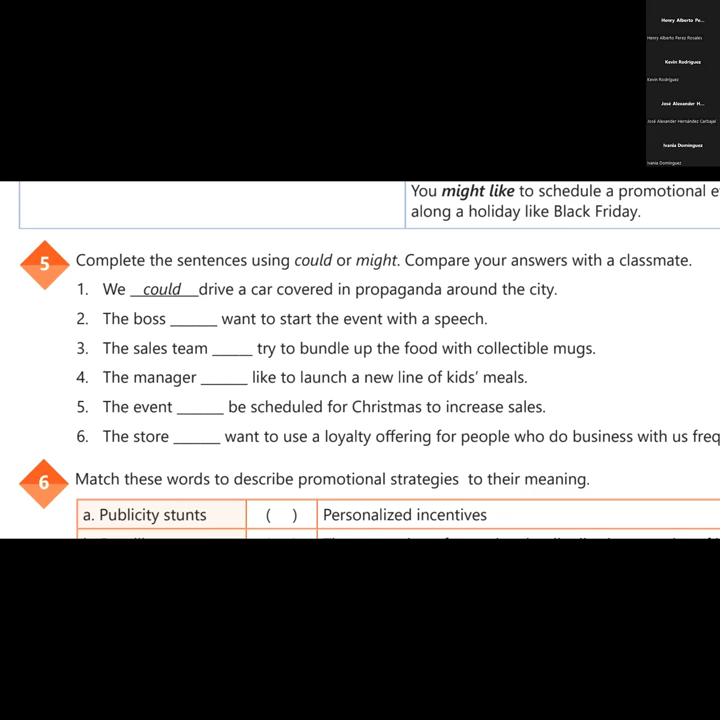 Henry Alberto Pe...
Henry Alberto Perez Rosales
Kevin Rodriguez
Kevin Rodriguez
José Alexander H...
José Alexander Hernández Carbajal
Ivania Dominguez
Ivania Dominguez
You might like to schedule a promotional e
along a holiday like Black Friday.
5 Complete the sentences using could or might. Compare your answers with a classmate.
1. We __could__drive a car covered in propaganda around the city.
2. The boss ______ want to start the event with a speech.
3. The sales team _____ try to bundle up the food with collectible mugs.
4. The manager ______ like to launch a new line of kids' meals.
5. The event ______ be scheduled for Christmas to increase sales.
6. The store ______ want to use a loyalty offering for people who do business with us freq
6 Match these words to describe promotional strategies to their meaning.
a. Publicity stunts ( ) Personalized incentives